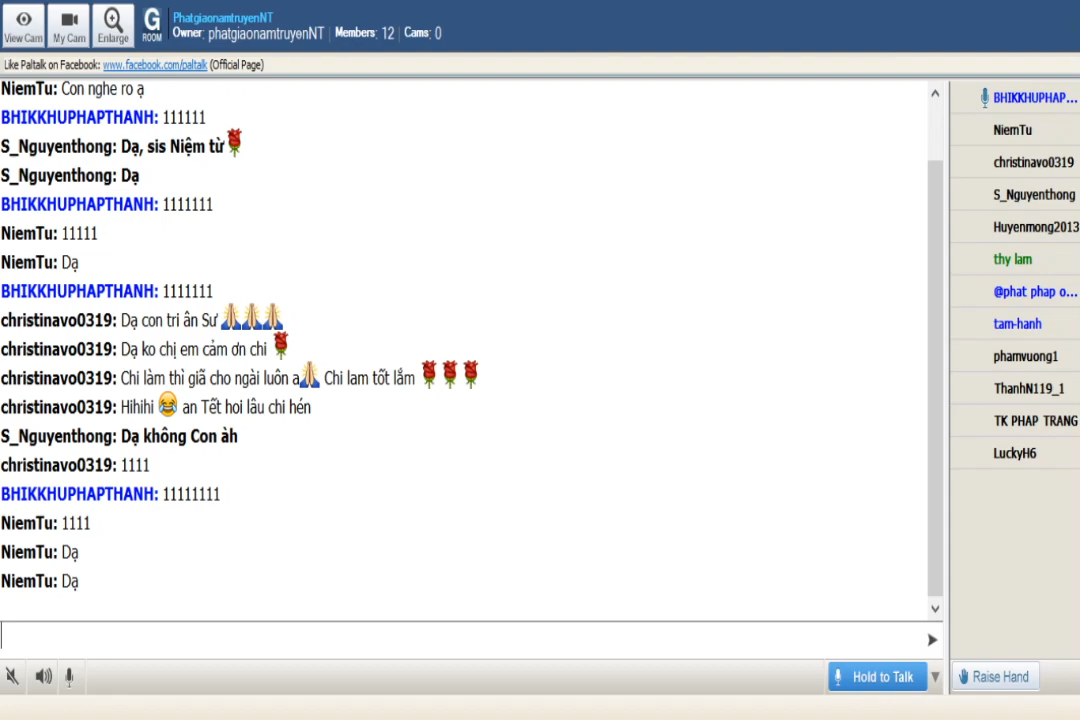 View Cam
My Cam
Enlarge
G
ROOM
PhatgiaonamtruyenNT
Owner: phatgiaonamtruyenNT | Members: 12 | Cams: 0
Like Paltalk on Facebook: www.facebook.com/paltalk (Official Page)
NiemTu: Con nghe ro ạ
BHIKKHUPHAPTHANH: 111111
S_Nguyenthong: Dạ, sis Niệm từ
S_Nguyenthong: Dạ
BHIKKHUPHAPTHANH: 1111111
NiemTu: 11111
NiemTu: Dạ
BHIKKHUPHAPTHANH: 1111111
christinavo0319: Dạ con tri ân Sư 🙏🙏🙏
christinavo0319: Dạ ko chị em cảm ơn chi 🌹
christinavo0319: Chi làm thì giã cho ngài luôn a🙏 Chi lam tốt lắm 🌹🌹🌹
christinavo0319: Hihihi 😂 an Tết hoi lâu chi hén
S_Nguyenthong: Dạ không Con àh
christinavo0319: 1111
BHIKKHUPHAPTHANH: 11111111
NiemTu: 1111
NiemTu: Dạ
NiemTu: Dạ
BHIKKHUPHAP...
NiemTu
christinavo0319
S_Nguyenthong
Huyenmong2013
thy lam
@phat phap o...
tam-hanh
phamvuong1
ThanhN119_1
TK PHAP TRANG
LuckyH6
Hold to Talk
Raise Hand